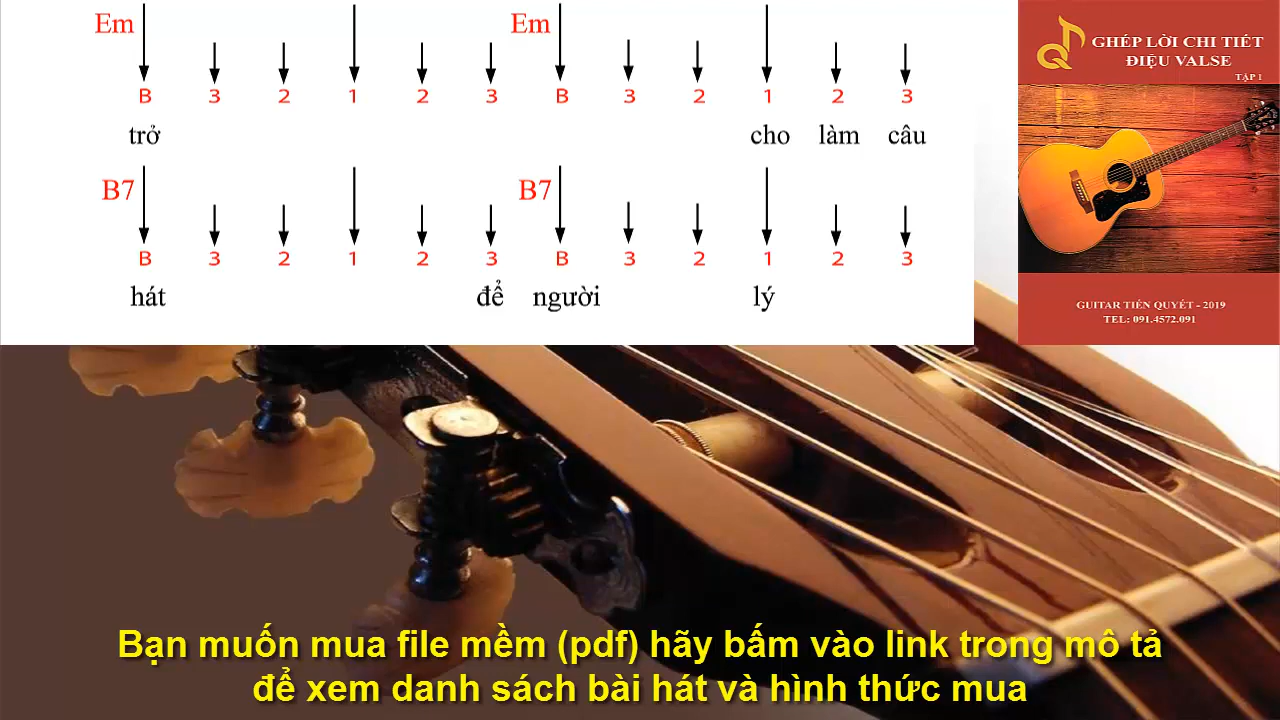 Em Em
B 3 2 1 2 3 B 3 2 1 2 3
trở cho làm câu
B7 B7
B 3 2 1 2 3 B 3 2 1 2 3
hát để người lý
GHÉP LỜI CHI TIẾT
ĐIỆU VALSE
TẬP 1
GUITAR TIẾN QUYẾT - 2019
TEL: 091.4572.091
Bạn muốn mua file mềm (pdf) hãy bấm vào link trong mô tả
để xem danh sách bài hát và hình thức mua